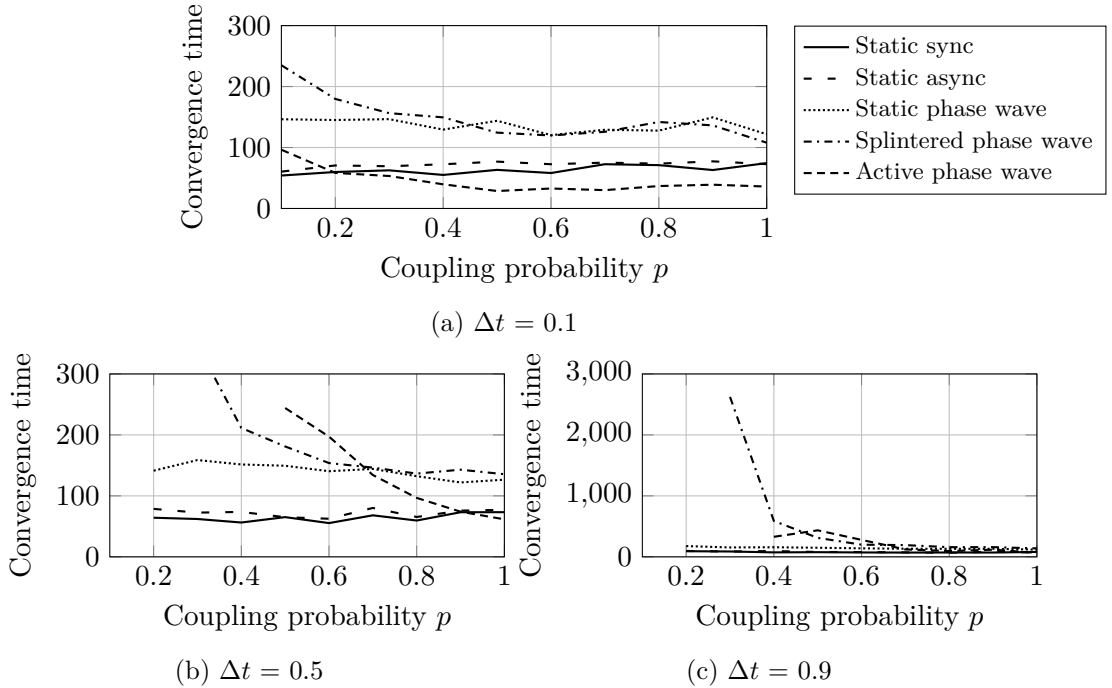 300
200
100
0
Convergence time
0.2 0.4 0.6 0.8 1
Coupling probability p
(a) Δt = 0.1
Static sync
Static async
Static phase wave
Splintered phase wave
Active phase wave
300
200
100
0
Convergence time
0.2 0.4 0.6 0.8 1
Coupling probability p
(b) Δt = 0.5
3,000
2,000
1,000
0
Convergence time
0.2 0.4 0.6 0.8 1
Coupling probability p
(c) Δt = 0.9